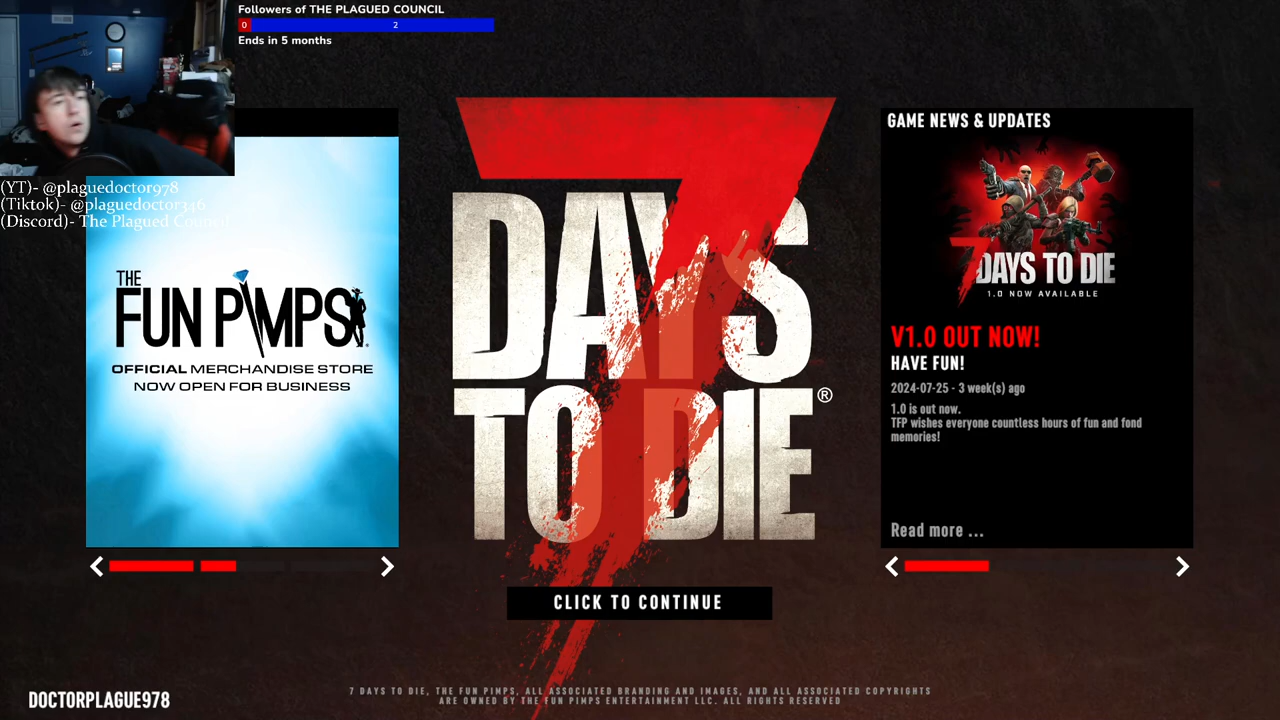 Followers of THE PLAGUED COUNCIL
0 2
Ends in 5 months
(YT)- @plaguedoctor978
(Tiktok)- @plaguedoctor346
(Discord)- The Plagued Council
THE
FUN PIMPS.®
OFFICIAL MERCHANDISE STORE
NOW OPEN FOR BUSINESS
7
DAYS
TO DIE®
CLICK TO CONTINUE
GAME NEWS & UPDATES
7 DAYS TO DIE
1.0 NOW AVAILABLE
V1.0 OUT NOW!
HAVE FUN!
2024-07-25 - 3 week(s) ago
1.0 is out now.
TFP wishes everyone countless hours of fun and fond
memories!
Read more ...
DOCTORPLAGUE978
7 DAYS TO DIE, THE FUN PIMPS, ALL ASSOCIATED BRANDING AND IMAGES, AND ALL ASSOCIATED COPYRIGHTS
ARE OWNED BY THE FUN PIMPS ENTERTAINMENT LLC. ALL RIGHTS RESERVED